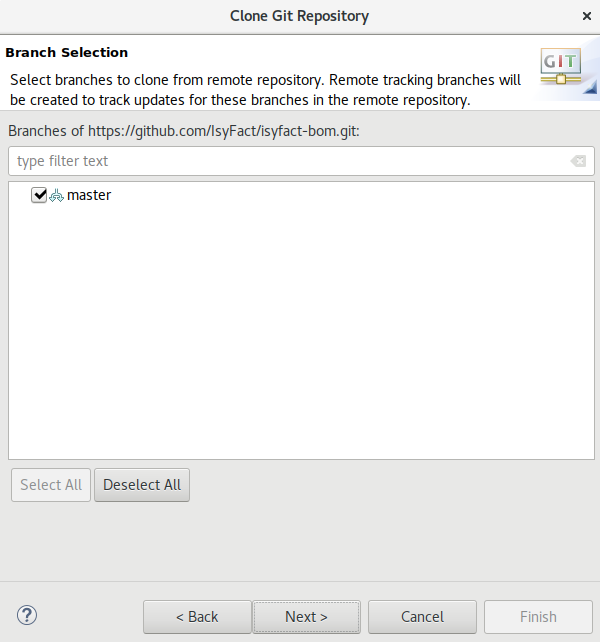 Clone Git Repository
Branch Selection
Select branches to clone from remote repository. Remote tracking branches will
be created to track updates for these branches in the remote repository.
GIT
Branches of https://github.com/IsyFact/isyfact-bom.git:
type filter text
master
Select All
Deselect All
?
< Back
Next >
Cancel
Finish